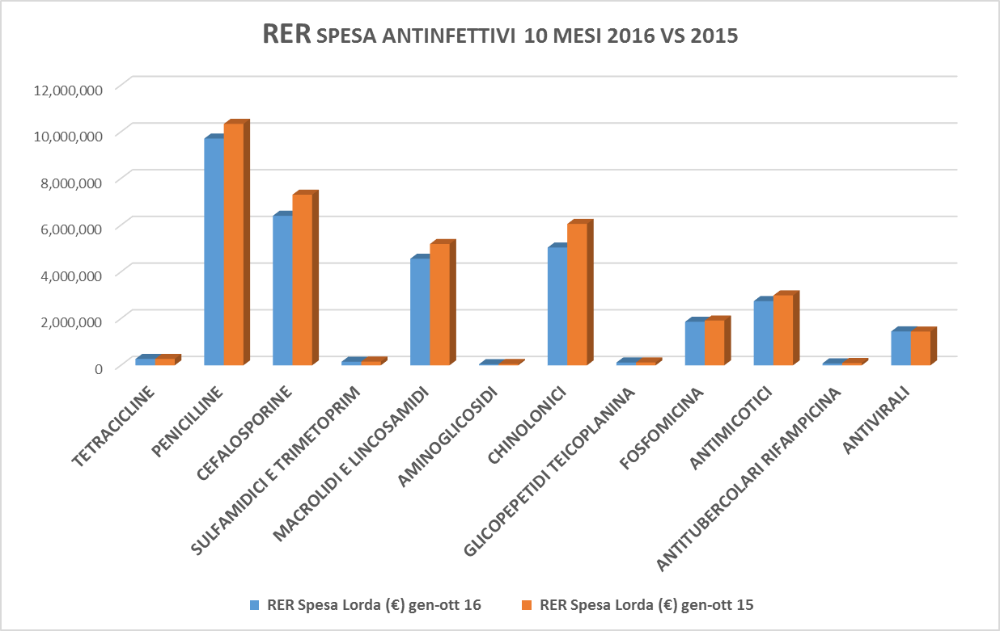 RER SPESA ANTINFETTIVI 10 MESI 2016 VS 2015
12,000,000
10,000,000
8,000,000
6,000,000
4,000,000
2,000,000
0
TETRACICLINE
PENICILLINE
CEFALOSPORINE
SULFAMIDICI E TRIMETOPRIM
MACROLIDI E LINCOSAMIDI
AMINOGLICOSIDI
CHINOLONICI
GLICOPEPETIDI TEICOPLANINA
FOSFOMICINA
ANTIMICOTICI
ANTITUBERCOLARI RIFAMPICINA
ANTIVIRALI
RER Spesa Lorda (€) gen-ott 16
RER Spesa Lorda (€) gen-ott 15